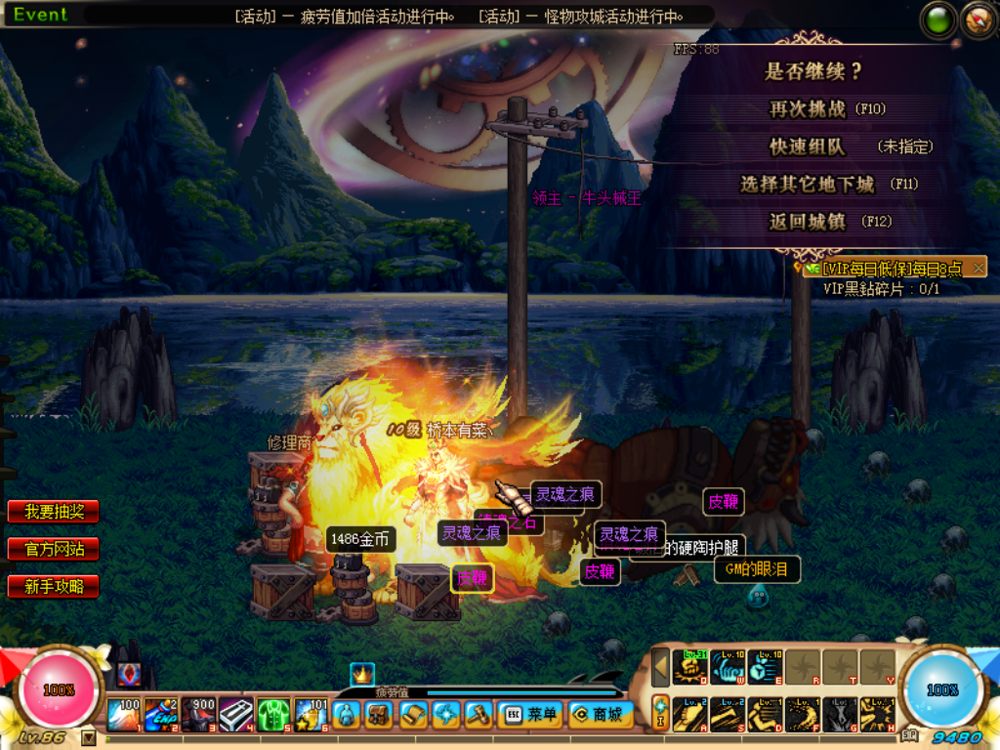 Event
[活动] － 疲劳值加倍活动进行中。 [活动] － 怪物攻城活动进行中。
FPS:88
是否继续？
再次挑战 (F10)
快速组队 (未指定)
选择其它地下城 (F11)
返回城镇 (F12)
领主 - 牛头械王
[VIP每日低保]每日8点
VIP黑鉆碎片：0/1
修理商
10级 桥本有菜
灵魂之痕
皮鞭
我要抽奖
1486金币
灵魂之痕
之石
灵魂之痕
的硬陶护腿
官方网站
皮鞭
皮鞭
GM的眼泪
新手攻略
100%
Lv.86
疲劳值
100
1
2
2
900
3
4
5
101
6
ESC 菜单
商城
Lv.31
Q
Lv.10
W
Lv.10
E
R
T
Y
Lv.2
A
Lv.2
S
Lv.1
D
Lv.1
F
G
Lv.1
H
100%
SP
9480